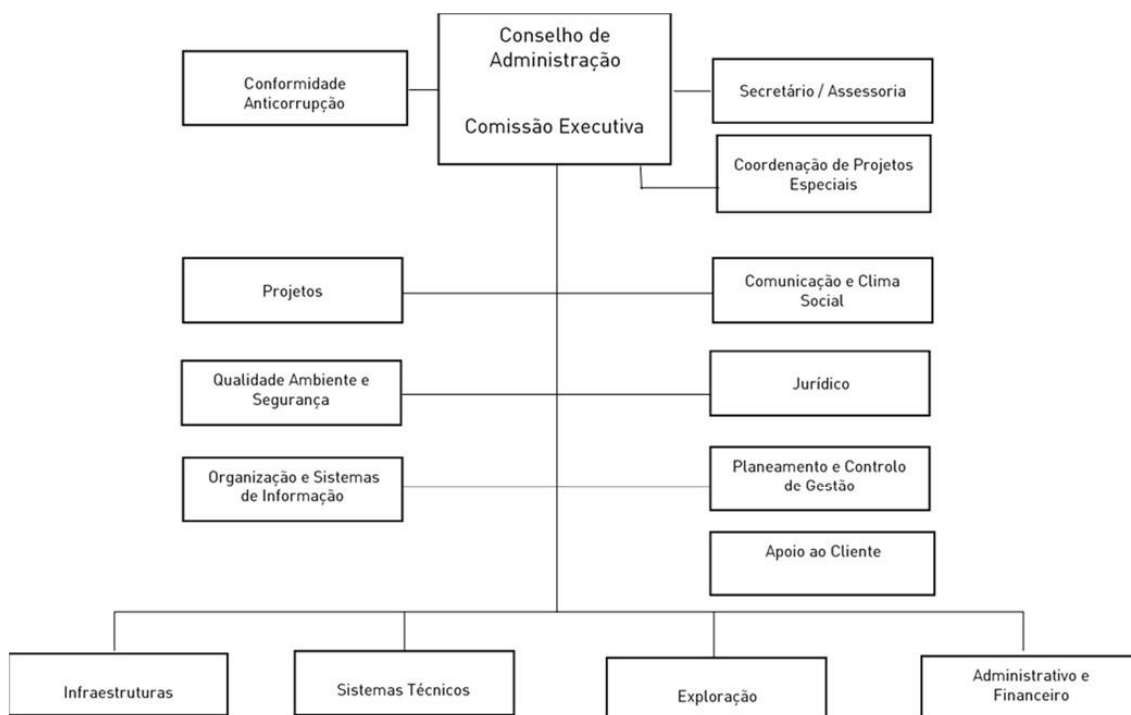 Conselho de
Administração
Comissão Executiva
Conformidade
Anticorrupção
Secretário / Assessoria
Coordenação de Projetos
Especiais
Projetos
Comunicação e Clima
Social
Qualidade Ambiente e
Segurança
Jurídico
Organização e Sistemas
de Informação
Planeamento e Controlo
de Gestão
Apoio ao Cliente
Infraestruturas
Sistemas Técnicos
Exploração
Administrativo e
Financeiro